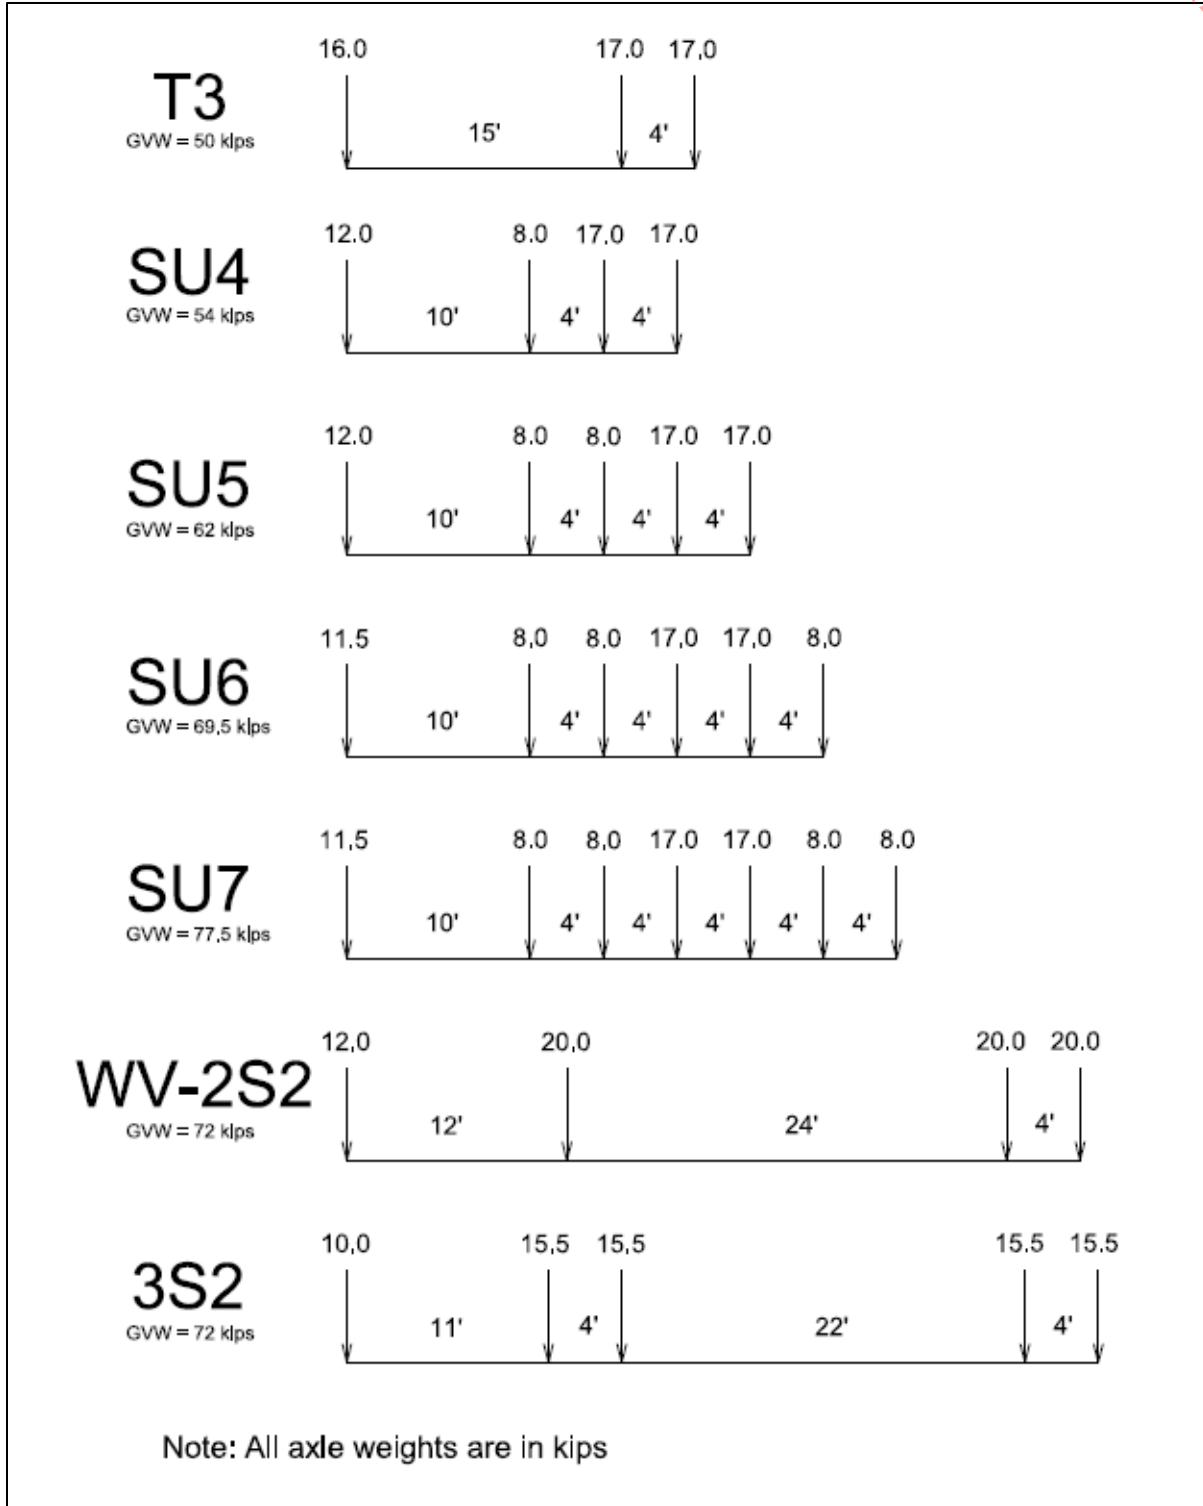 16.0 17.0 17.0
T3
GVW = 50 kips
15' 4'
12.0 8.0 17.0 17.0
SU4
GVW = 54 kips
10' 4' 4'
12.0 8.0 8.0 17.0 17.0
SU5
GVW = 62 kips
10' 4' 4' 4'
11.5 8.0 8.0 17.0 17.0 8.0
SU6
GVW = 69.5 kips
10' 4' 4' 4' 4'
11.5 8.0 8.0 17.0 17.0 8.0 8.0
SU7
GVW = 77.5 kips
10' 4' 4' 4' 4' 4'
12.0 20.0 20.0 20.0
WV-2S2
GVW = 72 kips
12' 24' 4'
10.0 15.5 15.5 15.5 15.5
3S2
GVW = 72 kips
11' 4' 22' 4'
Note: All axle weights are in kips